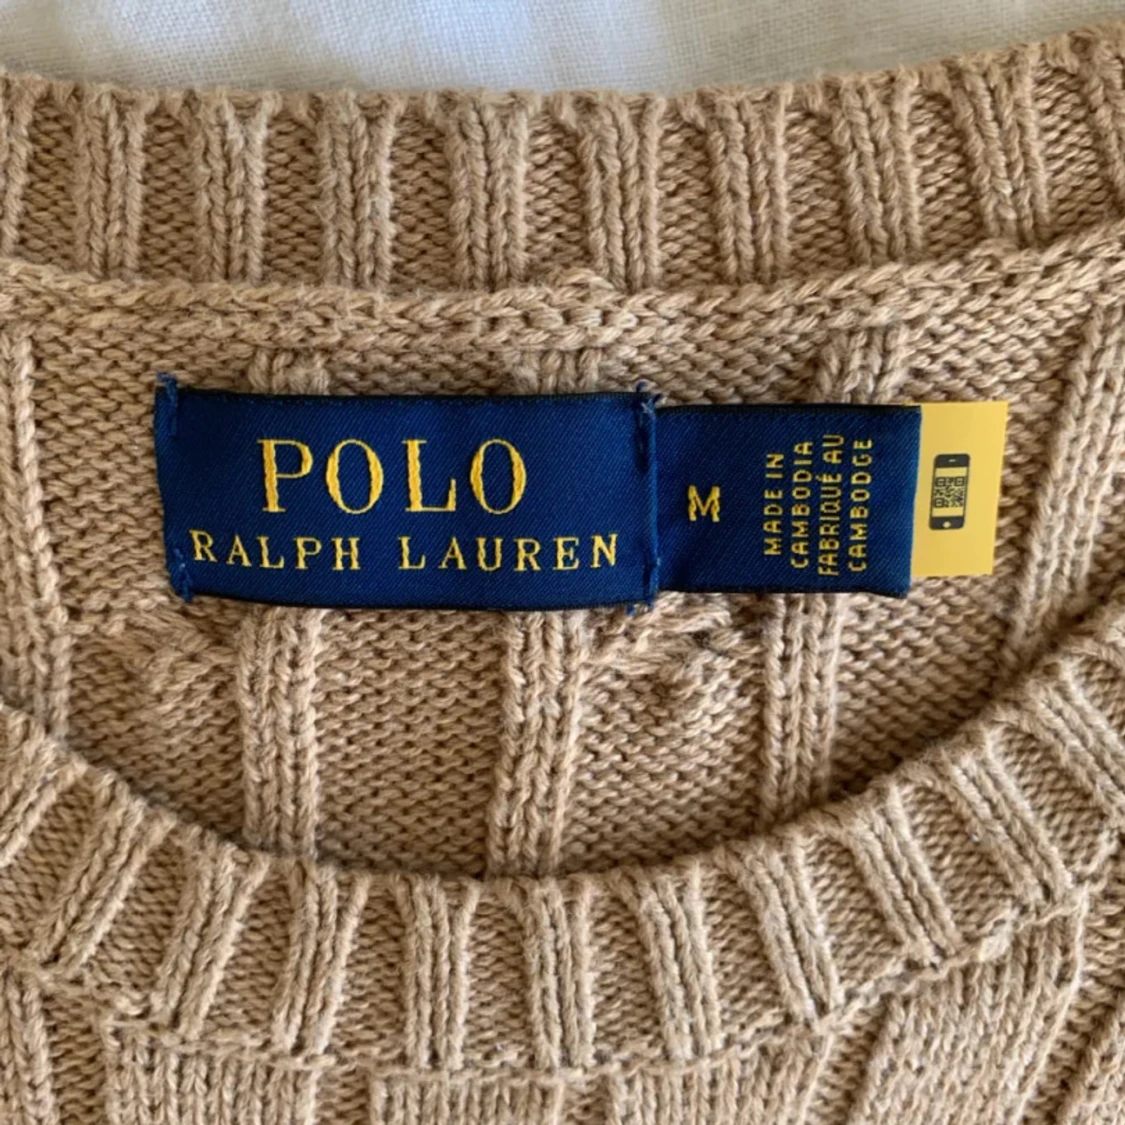 POLO
RALPH LAUREN
M
MADE IN
CAMBODIA
FABRIQUÉ AU
CAMBODGE